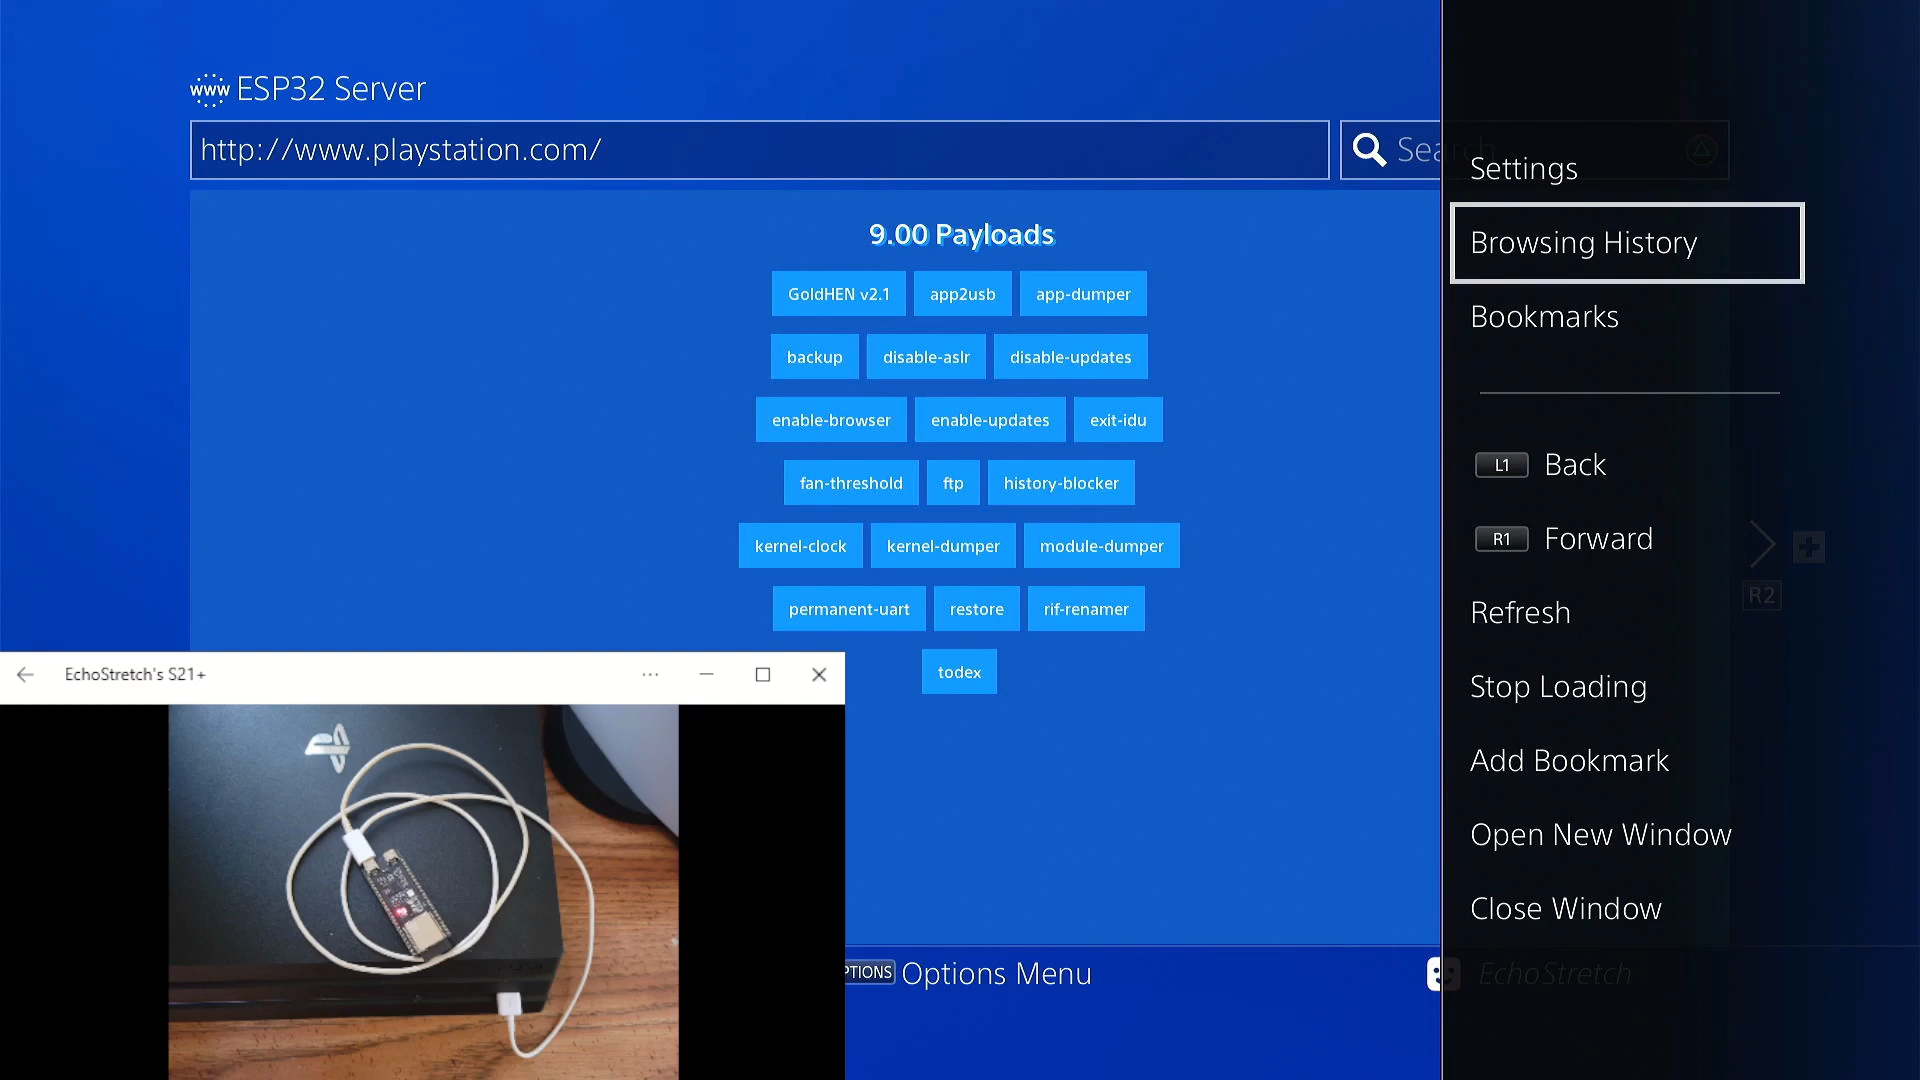 www ESP32 Server
http://www.playstation.com/
Search
9.00 Payloads
GoldHEN v2.1 app2usb app-dumper
backup disable-aslr disable-updates
enable-browser enable-updates exit-idu
fan-threshold ftp history-blocker
kernel-clock kernel-dumper module-dumper
permanent-uart restore rif-renamer
todex
Settings
Browsing History
Bookmarks
L1 Back
R1 Forward
Refresh
Stop Loading
Add Bookmark
Open New Window
Close Window
R2
EchoStretch's S21+
PTIONS Options Menu
EchoStretch